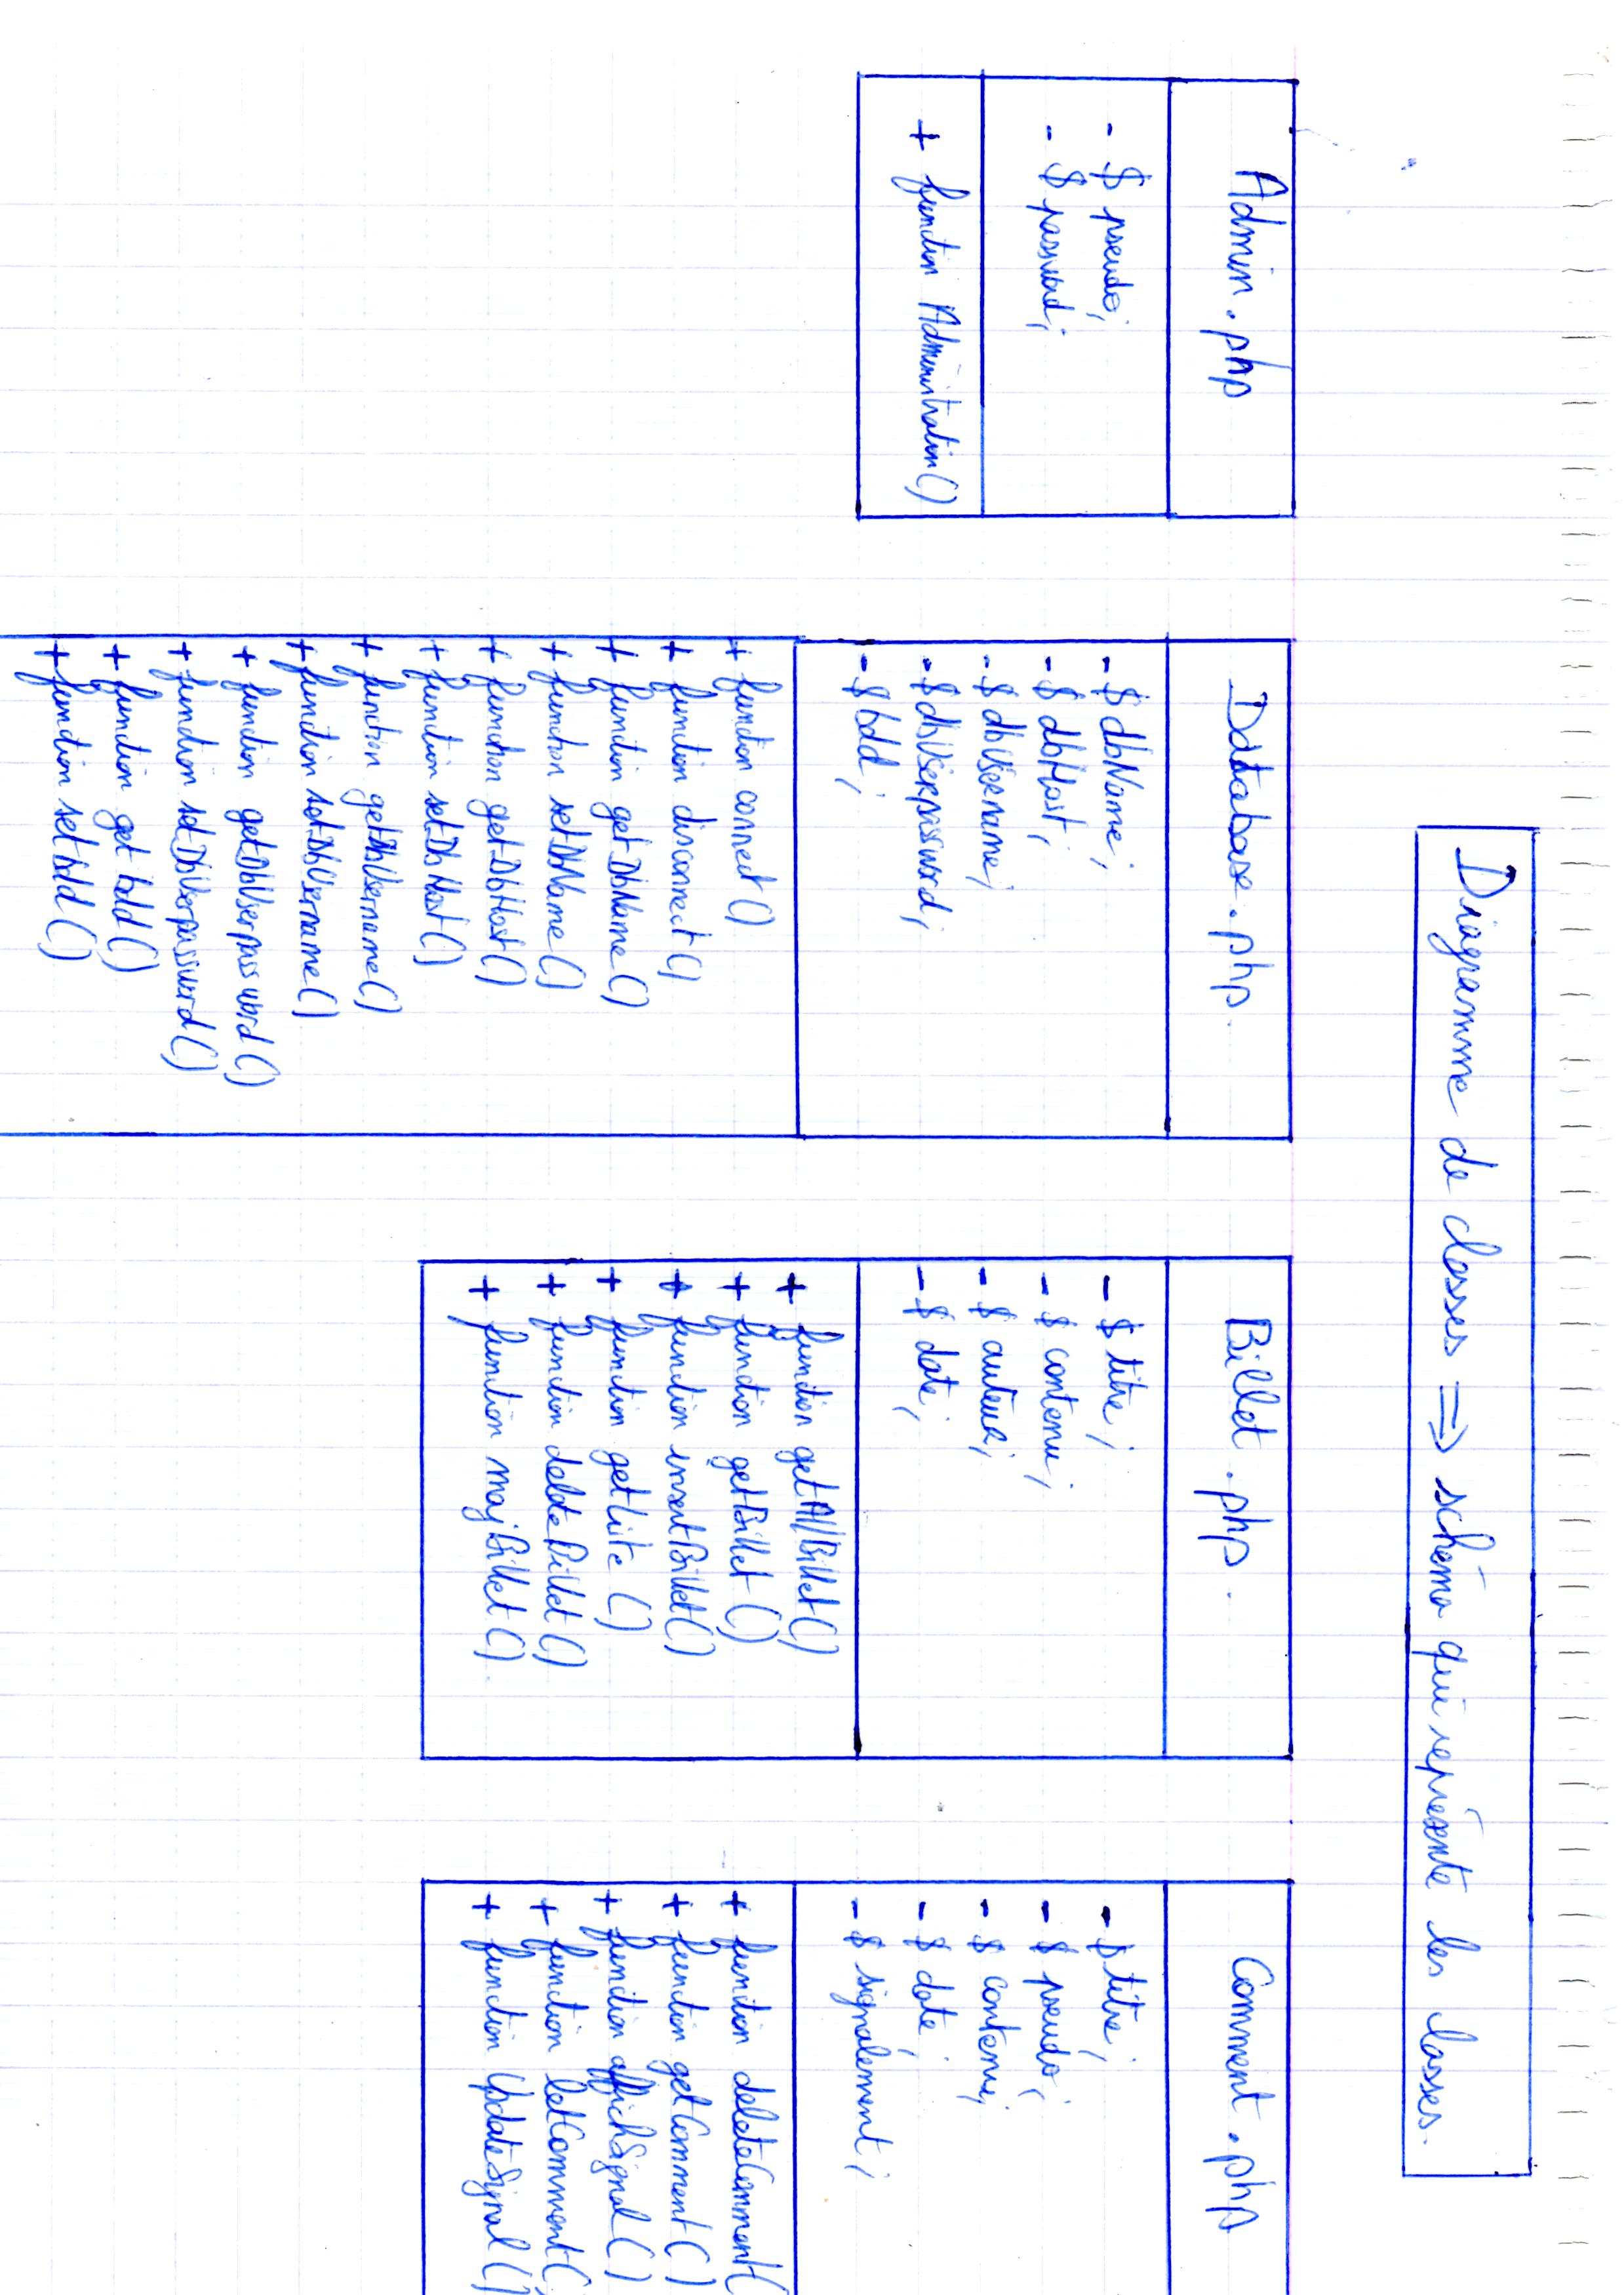 Diagramme de classes => schéma qui représente les lasses.
Admin.php
- $ pseudo;
- $ password;
+ function Administration()
Database.php.
- $ dbName;
- $ dbHost;
- $ dbUsername;
- $ dbUserpassword;
- $ bdd;
+ function connect()
+ function disconnect()
+ function getDbName()
+ function setDbName()
+ function getDbHost()
+ function setDbHost()
+ function getDbUsername()
+ function setDbUsername()
+ function getDbUserpassword()
+ function setDbUserpassword()
+ function get bdd()
+ function set bdd()
Billet.php.
- $ titre;
- $ contenu;
- $ auteur;
- $ date;
+ function getAllBillet()
+ function getBillet()
+ function insertBillet()
+ function
+ function deleteBillet()
+ function majBillet()
Comment.php
- $ titre;
- $ pseudo;
- $ contenu;
- $ date;
- $ signalement;
+ function deleteComment(
+ function getComment()
+ function affichSignal()
+ function letComment(
+ function UpdateSignal()